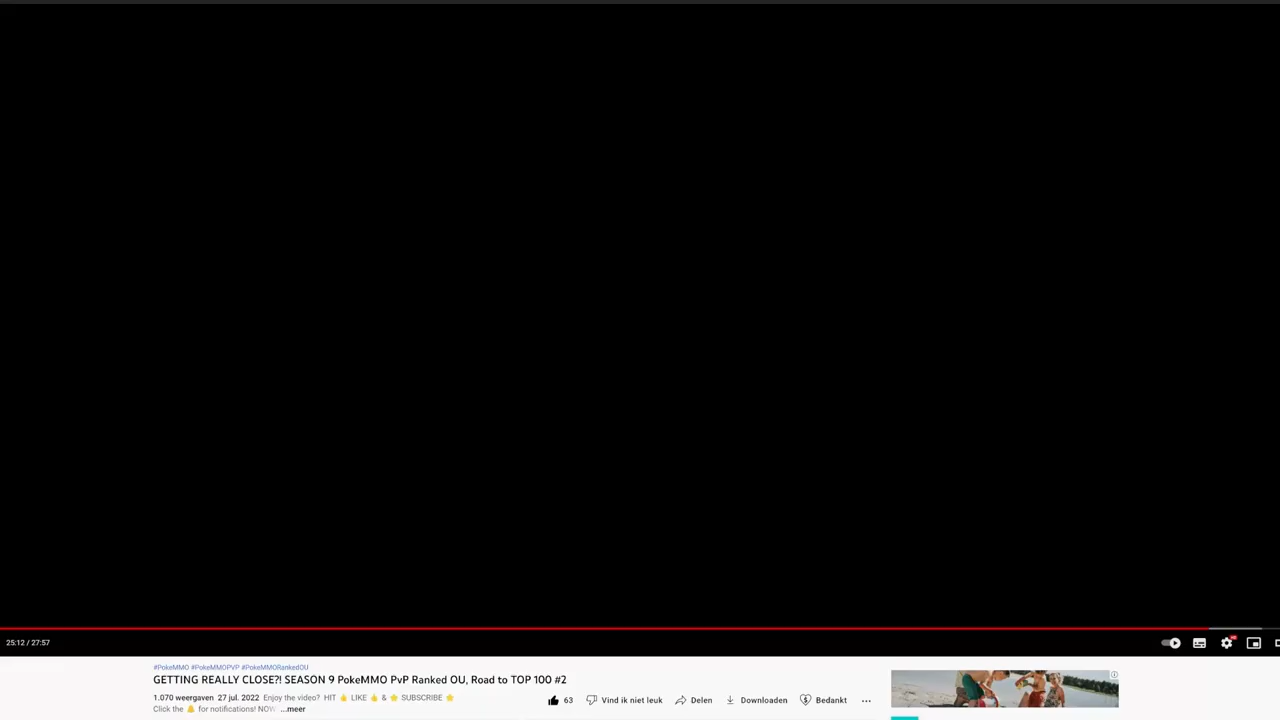 25:12 / 27:57
#PokeMMO #PokeMMOPVP #PokeMMORankedOU
GETTING REALLY CLOSE?! SEASON 9 PokeMMO PvP Ranked OU, Road to TOP 100 #2
1.070 weergaven 27 jul. 2022 Enjoy the video? HIT 👍 LIKE 👍 & ⭐ SUBSCRIBE ⭐
Click the 🔔 for notifications! NOW ...meer
63 Vind ik niet leuk Delen Downloaden Bedankt ...